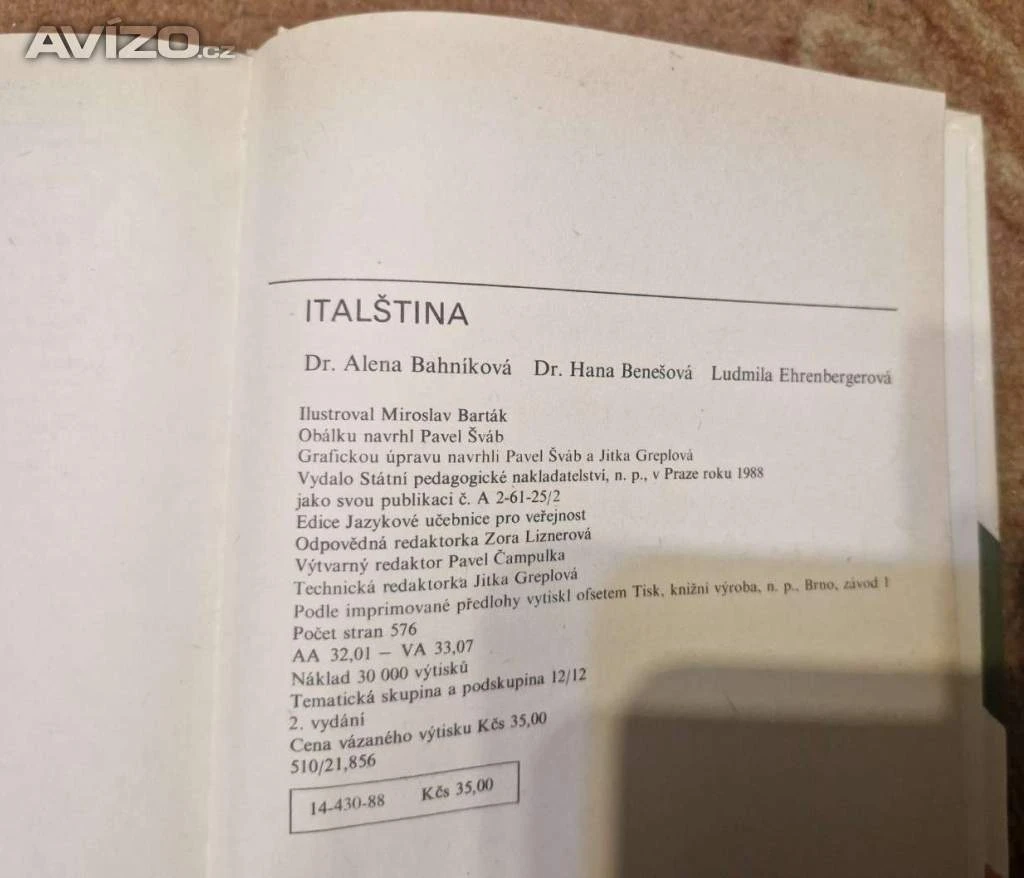 AVÍZO.cz
ITALŠTINA
Dr. Alena Bahníková Dr. Hana Benešová Ludmila Ehrenbergerová
Ilustroval Miroslav Barták
Obálku navrhl Pavel Šváb
Grafickou úpravu navrhli Pavel Šváb a Jitka Greplová
Vydalo Státní pedagogické nakladatelství, n. p., v Praze roku 1988
jako svou publikaci č. A 2-61-25/2
Edice Jazykové učebnice pro veřejnost
Odpovědná redaktorka Zora Liznerová
Výtvarný redaktor Pavel Čampulka
Technická redaktorka Jitka Greplová
Podle imprimované předlohy vytiskl ofsetem Tisk, knižní výroba, n. p., Brno, závod 1
Počet stran 576
AA 32,01 – VA 33,07
Náklad 30 000 výtisků
Tematická skupina a podskupina 12/12
2. vydání
Cena vázaného výtisku Kčs 35,00
510/21,856
14-430-88 Kčs 35,00